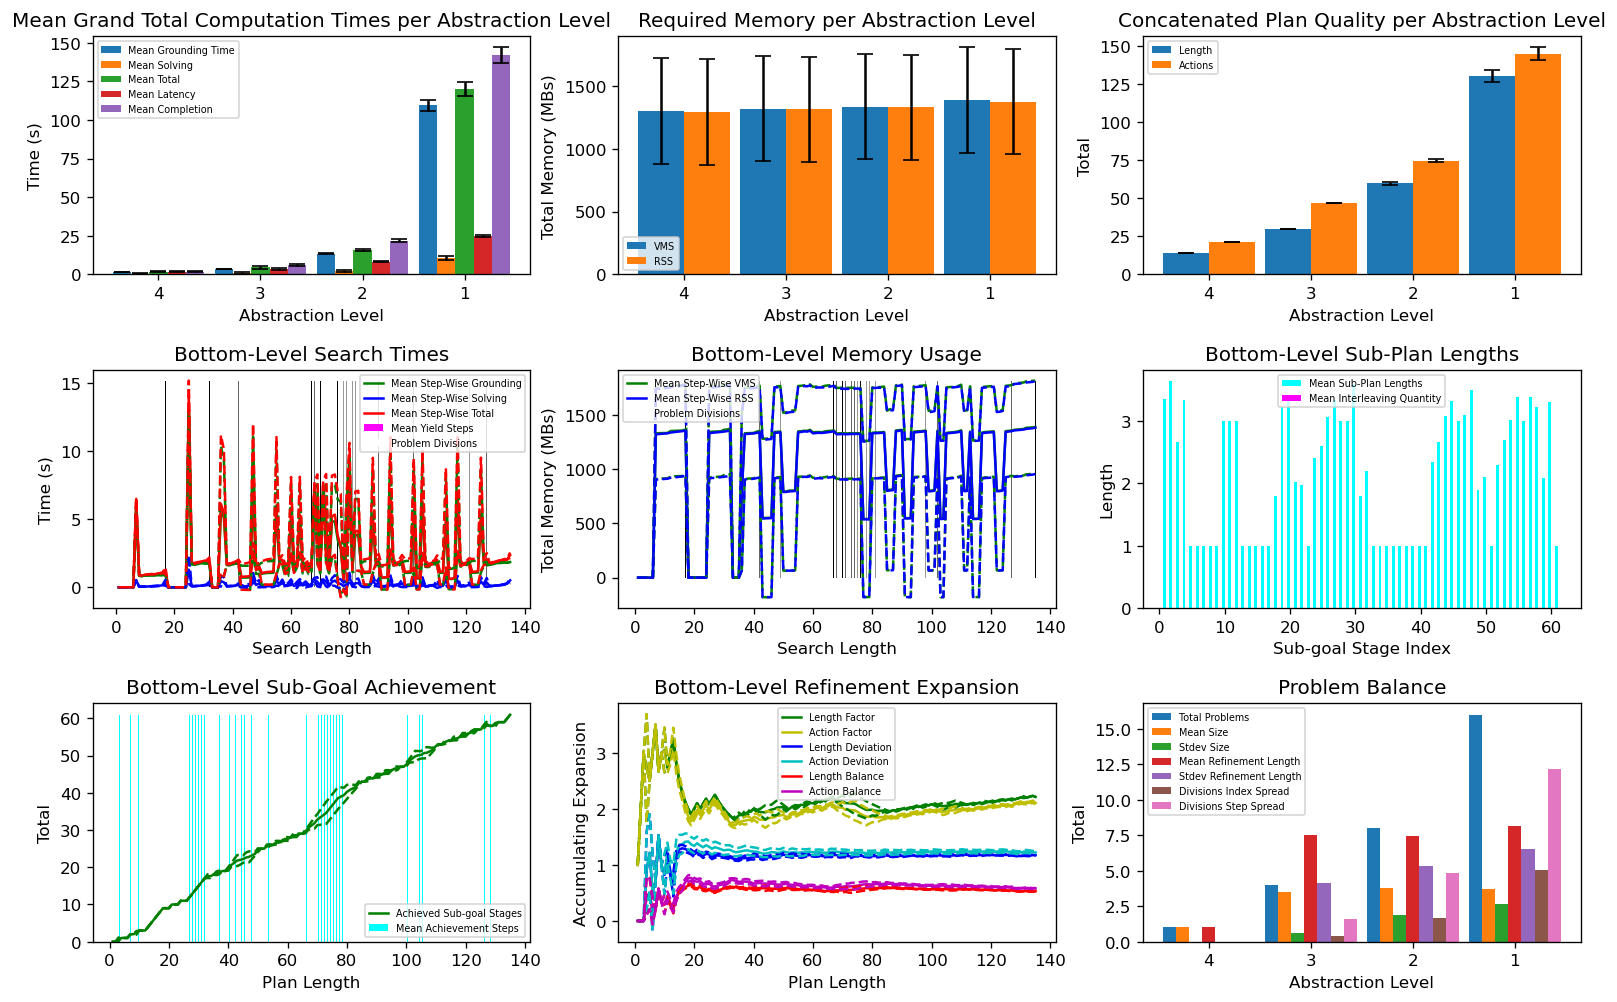 Mean Grand Total Computation Times per Abstraction Level
Time (s)
150
125
100
75
50
25
0
Mean Grounding Time
Mean Solving
Mean Total
Mean Latency
Mean Completion
4 3 2 1
Abstraction Level
Required Memory per Abstraction Level
Total Memory (MBs)
1500
1000
500
0
VMS
RSS
4 3 2 1
Abstraction Level
Concatenated Plan Quality per Abstraction Level
Total
150
125
100
75
50
25
0
Length
Actions
4 3 2 1
Abstraction Level
Bottom-Level Search Times
Time (s)
15
10
5
0
Mean Step-Wise Grounding
Mean Step-Wise Solving
Mean Step-Wise Total
Mean Yield Steps
Problem Divisions
0 20 40 60 80 100 120 140
Search Length
Bottom-Level Memory Usage
Total Memory (MBs)
1500
1000
500
0
Mean Step-Wise VMS
Mean Step-Wise RSS
Problem Divisions
0 20 40 60 80 100 120 140
Search Length
Bottom-Level Sub-Plan Lengths
Length
3
2
1
0
Mean Sub-Plan Lengths
Mean Interleaving Quantity
0 10 20 30 40 50 60
Sub-goal Stage Index
Bottom-Level Sub-Goal Achievement
Total
60
50
40
30
20
10
0
Achieved Sub-goal Stages
Mean Achievement Steps
0 20 40 60 80 100 120 140
Plan Length
Bottom-Level Refinement Expansion
Accumulating Expansion
3
2
1
0
Length Factor
Action Factor
Length Deviation
Action Deviation
Length Balance
Action Balance
0 20 40 60 80 100 120 140
Plan Length
Problem Balance
Total
15.0
12.5
10.0
7.5
5.0
2.5
0.0
Total Problems
Mean Size
Stdev Size
Mean Refinement Length
Stdev Refinement Length
Divisions Index Spread
Divisions Step Spread
4 3 2 1
Abstraction Level